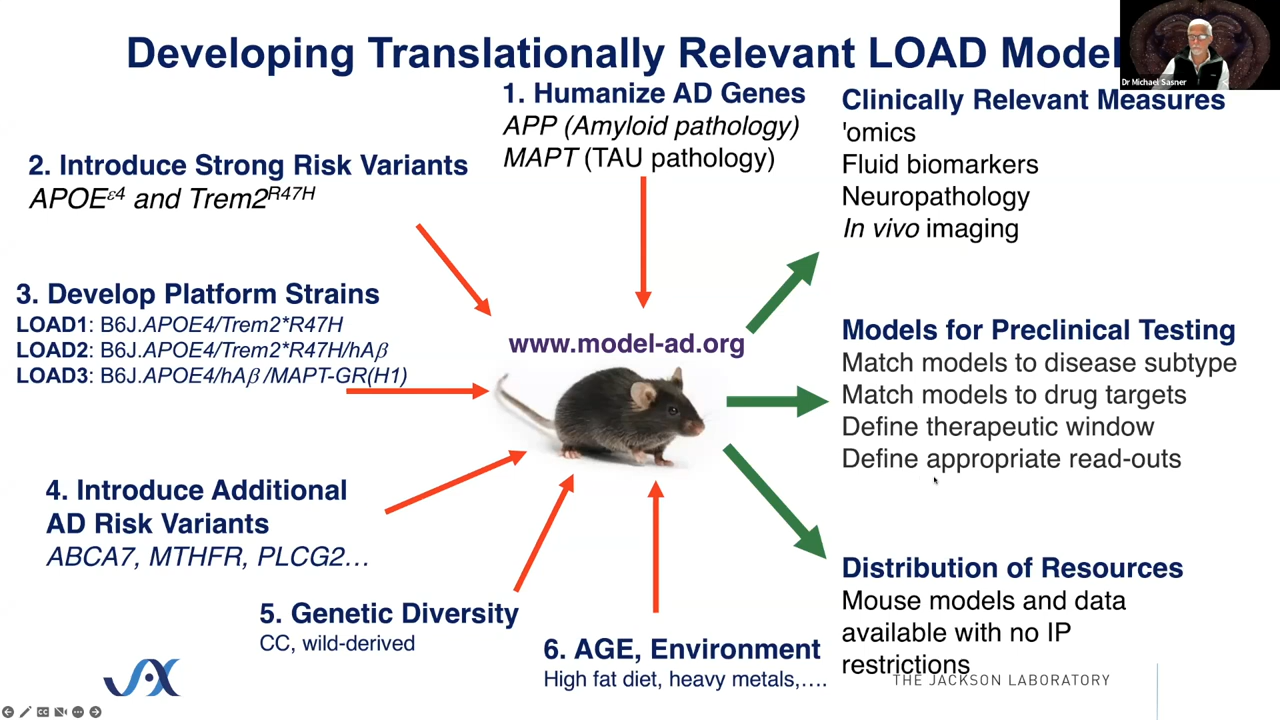 Developing Translationally Relevant LOAD Model
Dr Michael Sasner
1. Humanize AD Genes
APP (Amyloid pathology)
MAPT (TAU pathology)
Clinically Relevant Measures
'omics
Fluid biomarkers
Neuropathology
In vivo imaging
2. Introduce Strong Risk Variants
APOEε4 and Trem2R47H
3. Develop Platform Strains
LOAD1: B6J.APOE4/Trem2*R47H
LOAD2: B6J.APOE4/Trem2*R47H/hAβ
LOAD3: B6J.APOE4/hAβ /MAPT-GR(H1)
www.model-ad.org
Models for Preclinical Testing
Match models to disease subtype
Match models to drug targets
Define therapeutic window
Define appropriate read-outs
4. Introduce Additional
AD Risk Variants
ABCA7, MTHFR, PLCG2…
5. Genetic Diversity
CC, wild-derived
6. AGE, Environment
High fat diet, heavy metals,….
Distribution of Resources
Mouse models and data
available with no IP
restrictions
JAX
THE JACKSON LABORATORY
CC